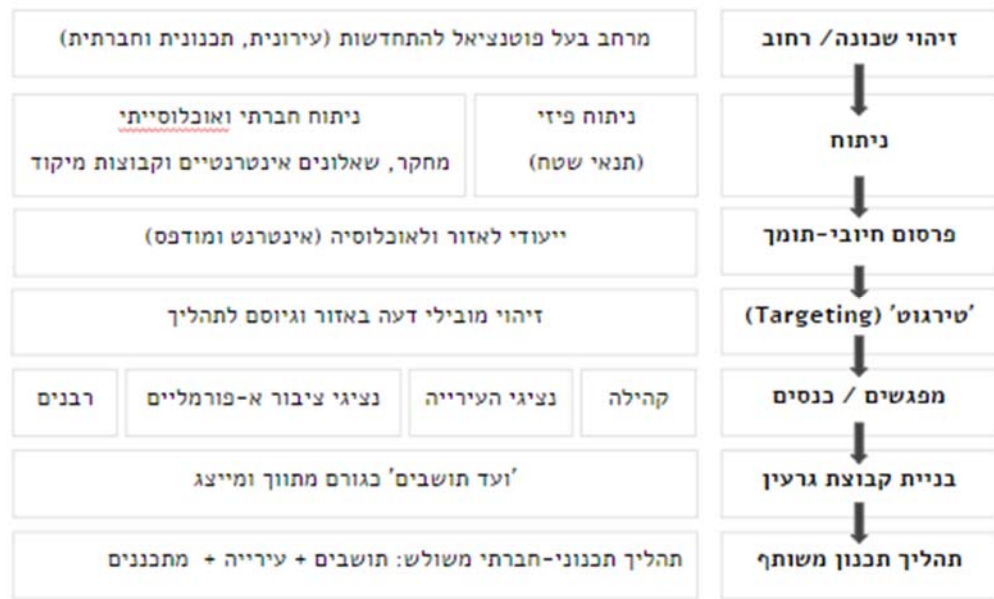 זיהוי שכונה/ רחוב
מרחב בעל פוטנציאל להתחדשות (עירונית, תכנונית וחברתית)
ניתוח
ניתוח פיזי
(תנאי שטח)
ניתוח חברתי ואוכלוסייתי
מחקר, שאלונים אינטרנטיים וקבוצות מיקוד
פרסום חיובי-תומך
ייעודי לאזור ולאוכלוסיה (אינטרנט ומודפס)
'טירגוט' (Targeting)
זיהוי מובילי דעה באזור וגיוסם לתהליך
מפגשים / כנסים
קהילה
נציגי העירייה
נציגי ציבור א-פורמליים
רבנים
בניית קבוצת גרעין
'ועד תושבים' כגורם מתווך ומייצג
תהליך תכנון משותף
תהליך תכנוני-חברתי משולש: תושבים + עירייה + מתכננים